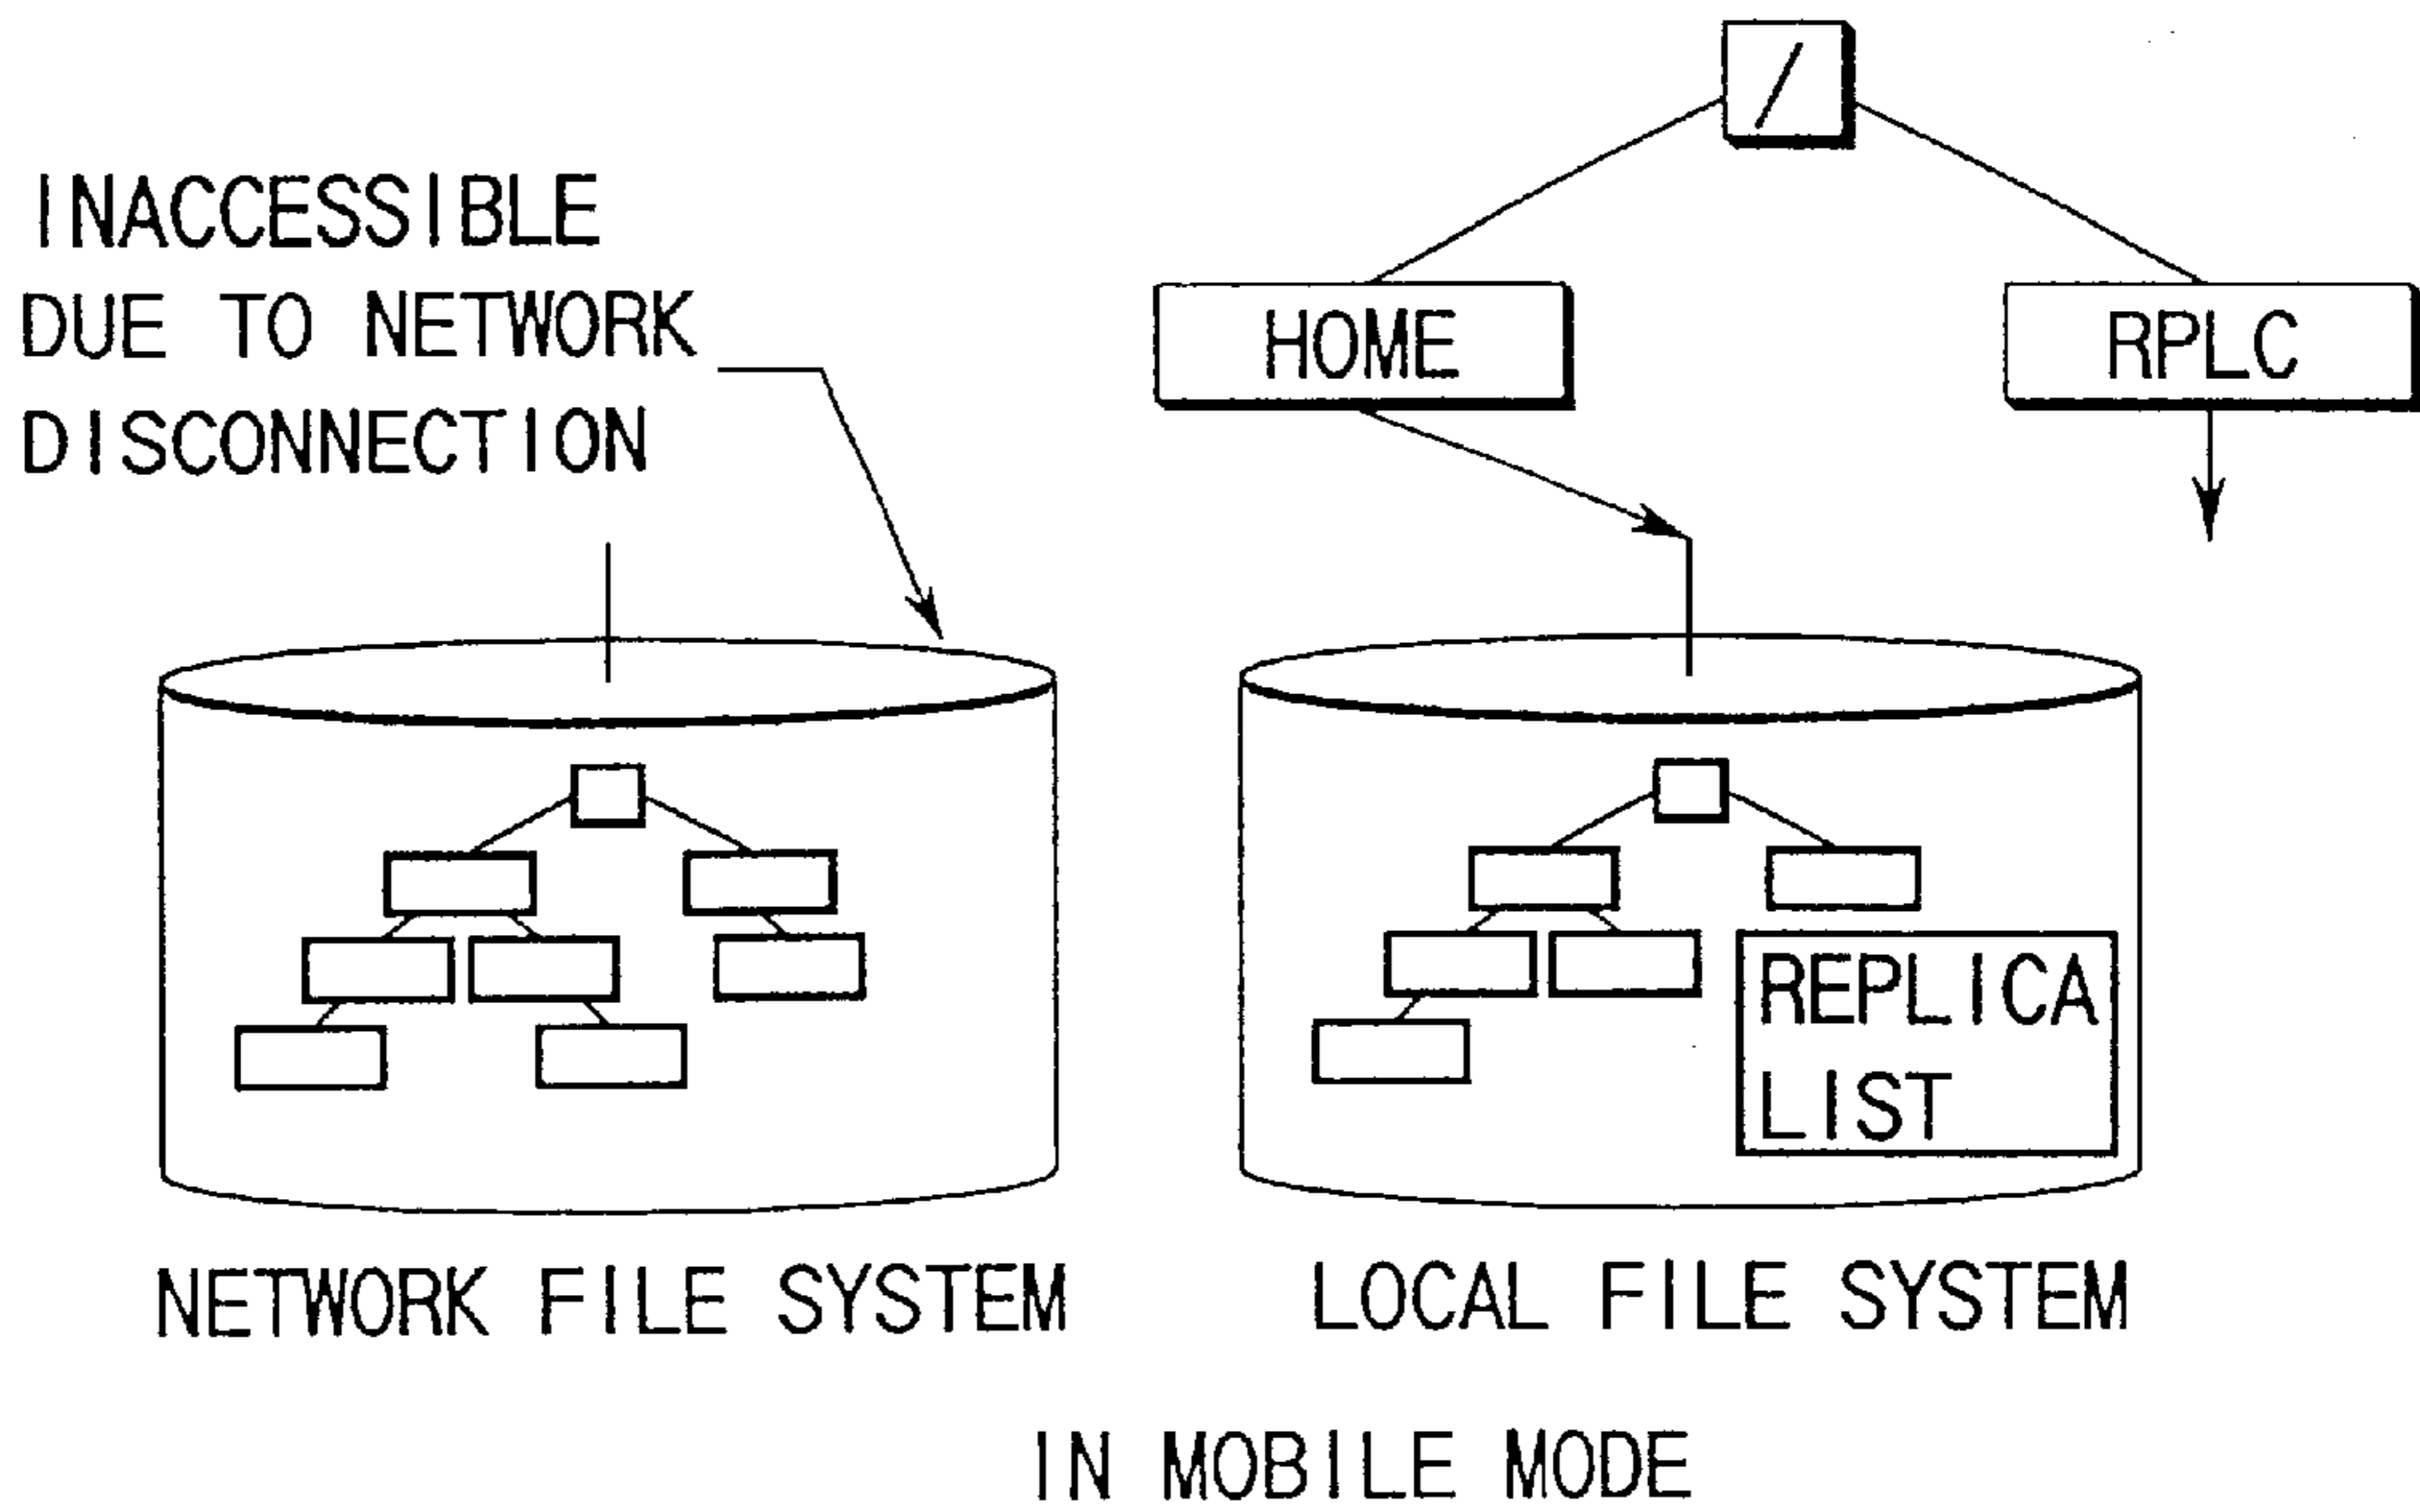 /
INACCESSIBLE
DUE TO NETWORK
DISCONNECTION
HOME
RPLC
REPLICA
LIST
NETWORK FILE SYSTEM
LOCAL FILE SYSTEM
IN MOBILE MODE